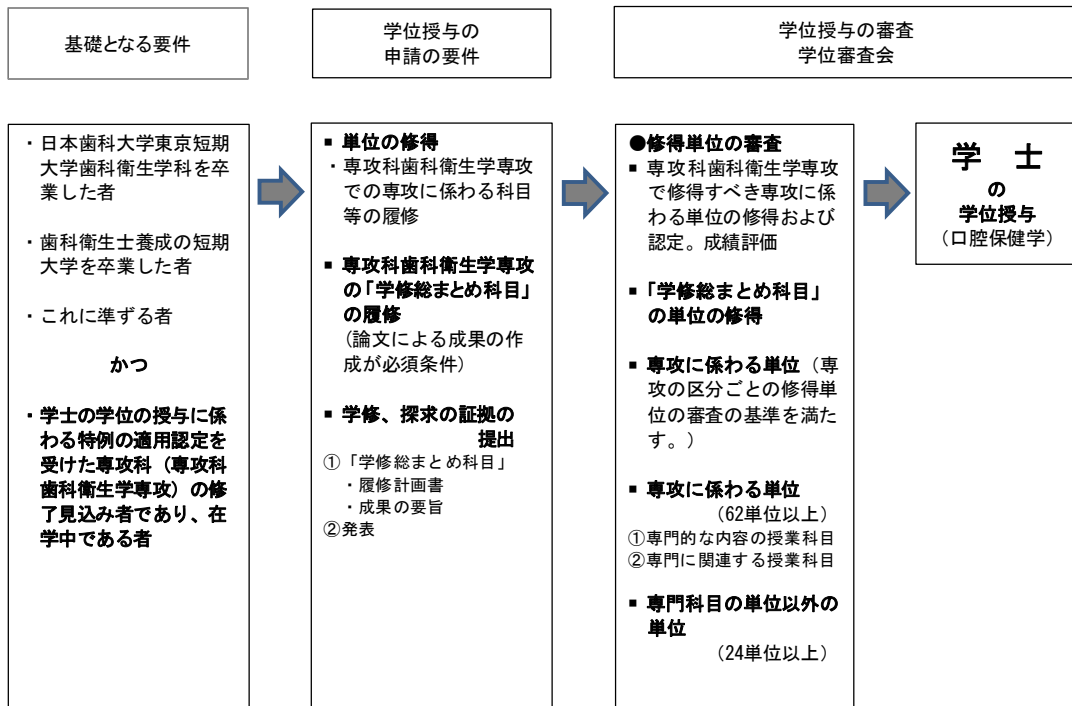 基礎となる要件
学位授与の
申請の要件
学位授与の審査
学位審査会
・日本歯科大学東京短期
大学歯科衛生学科を卒
業した者
・歯科衛生士養成の短期
大学を卒業した者
・これに準ずる者
かつ
・学士の学位の授与に係
わる特例の適用認定を
受けた専攻科（専攻科
歯科衛生学専攻）の修
了見込み者であり、在
学中である者
▪ 単位の修得
・専攻科歯科衛生学専攻
での専攻に係わる科目
等の履修
▪ 専攻科歯科衛生学専攻
の「学修総まとめ科目」
の履修
（論文による成果の作
成が必須条件）
▪ 学修、探求の証拠の
提出
①「学修総まとめ科目」
・履修計画書
・成果の要旨
②発表
●修得単位の審査
▪ 専攻科歯科衛生学専攻
で修得すべき専攻に係
わる単位の修得および
認定。成績評価
▪ 「学修総まとめ科目」
の単位の修得
▪ 専攻に係わる単位（専
攻の区分ごとの修得単
位の審査の基準を満た
す。）
▪ 専攻に係わる単位
（62単位以上）
①専門的な内容の授業科目
②専門に関連する授業科目
▪ 専門科目の単位以外の
単位
（24単位以上）
学 士
の
学位授与
（口腔保健学）